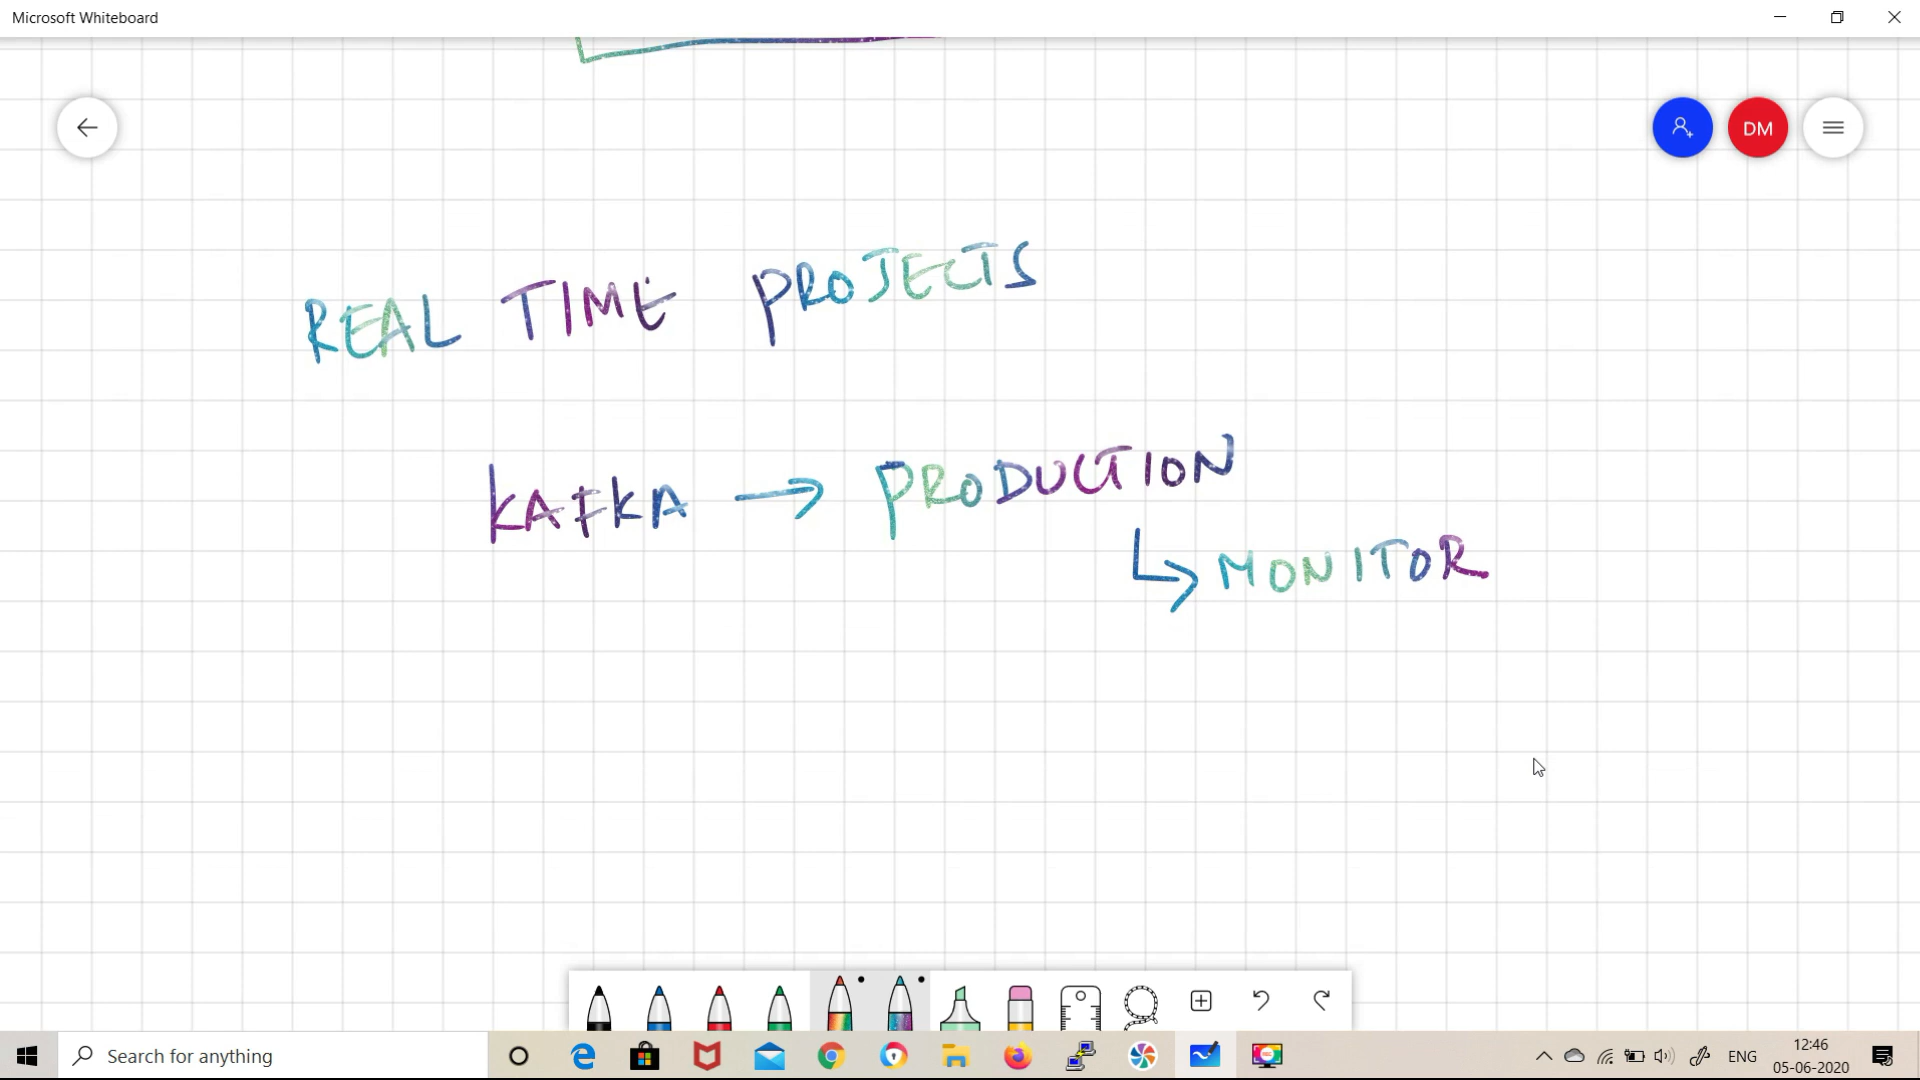 Microsoft Whiteboard
DM
REAL TIME PROJECTS
KAFKA → PRODUCTION
↳ MONITOR
Search for anything
ENG
12:46
05-06-2020